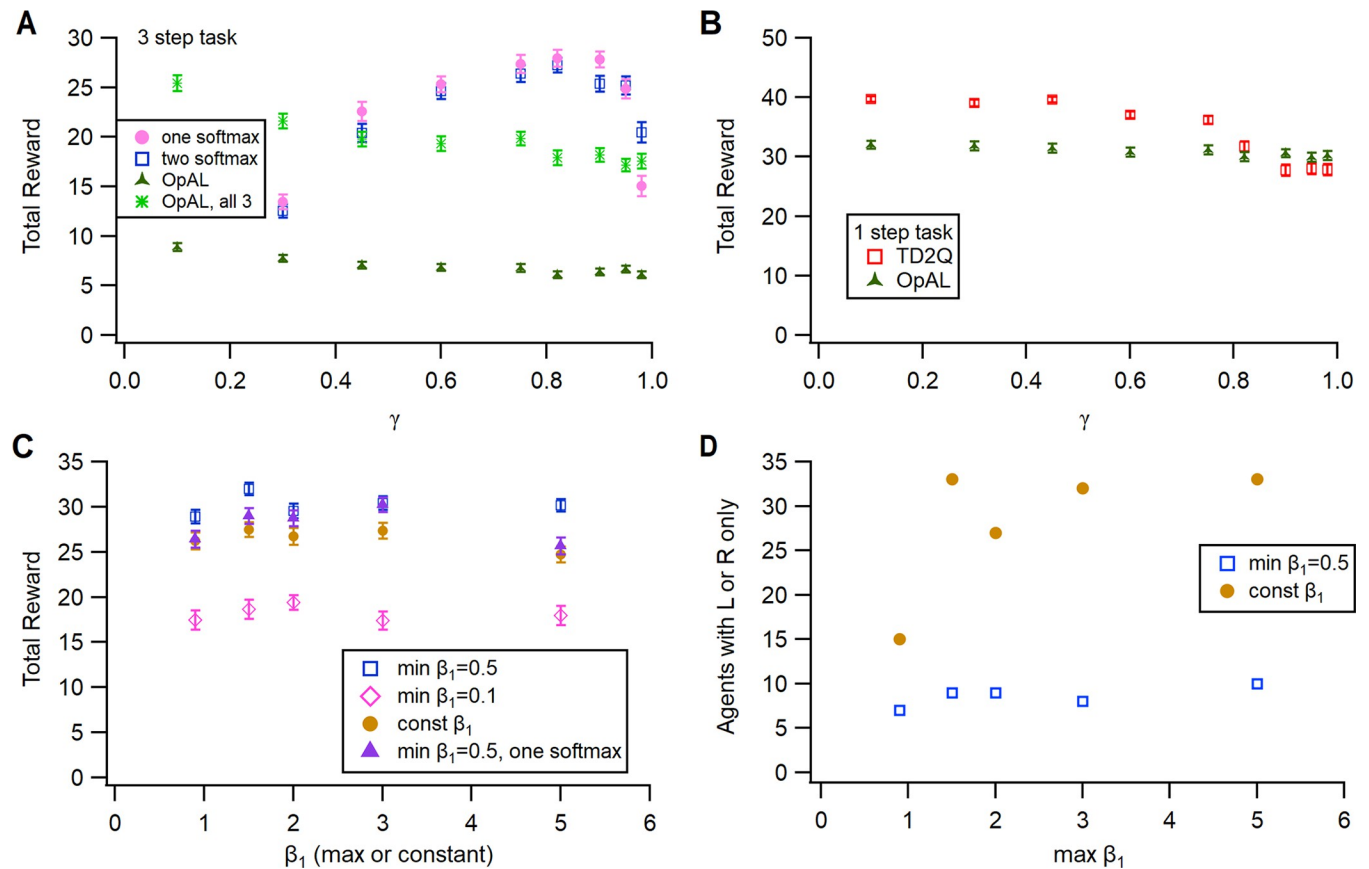 A
3 step task
Total Reward
30
25
20
15
10
5
0
one softmax
two softmax
OpAL
OpAL, all 3
0.0 0.2 0.4 0.6 0.8 1.0
γ
B
Total Reward
50
40
30
20
10
0
1 step task
TD2Q
OpAL
0.0 0.2 0.4 0.6 0.8 1.0
γ
C
Total Reward
35
30
25
20
15
10
5
0
min β₁=0.5
min β₁=0.1
const β₁
min β₁=0.5, one softmax
0 1 2 3 4 5 6
β₁ (max or constant)
D
Agents with L or R only
35
30
25
20
15
10
5
0
min β₁=0.5
const β₁
0 1 2 3 4 5 6
max β₁